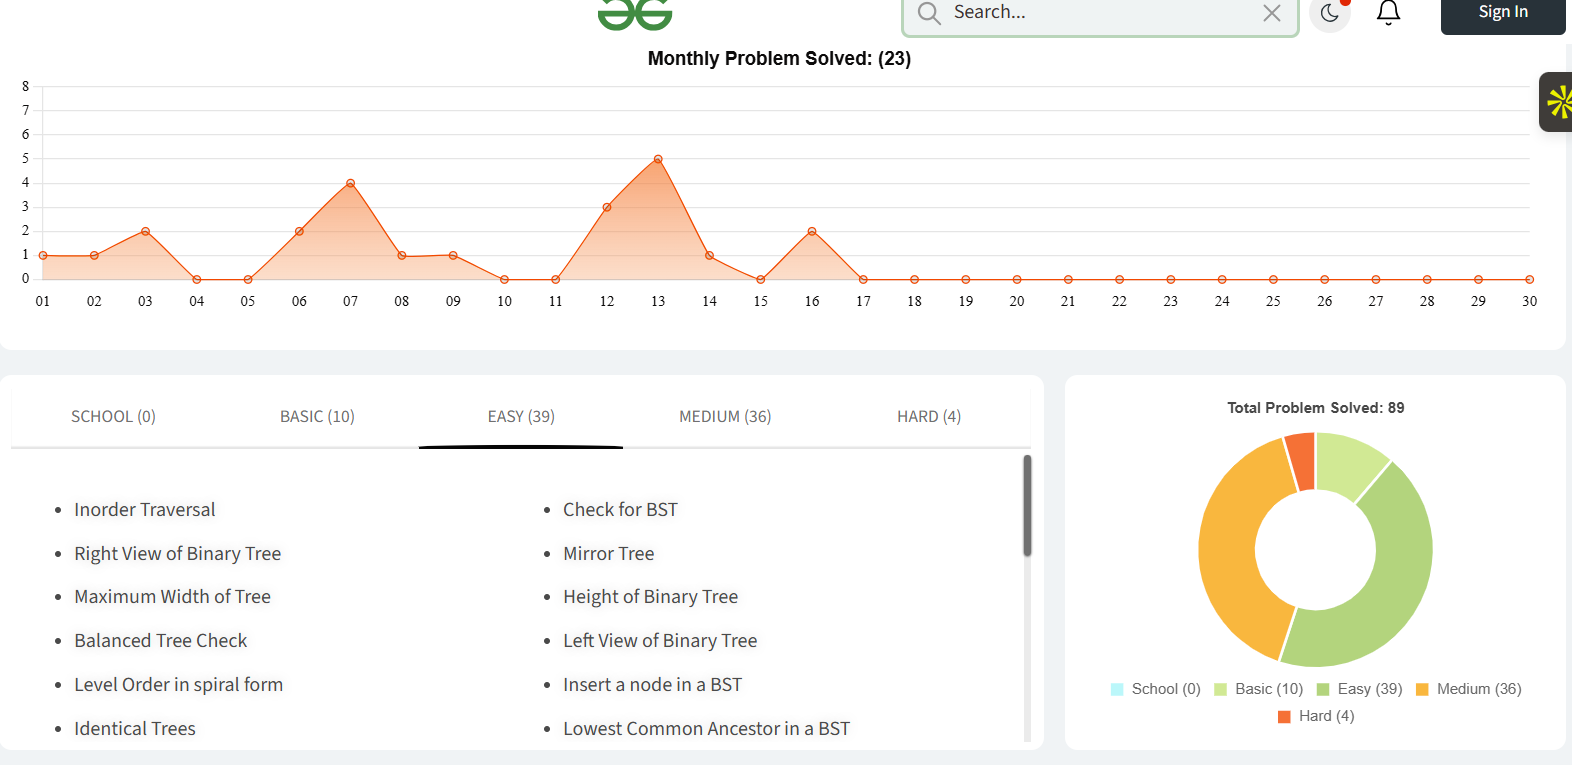 Search...
Sign In
Monthly Problem Solved: (23)
8
7
6
5
4
3
2
1
0
01 02 03 04 05 06 07 08 09 10 11 12 13 14 15 16 17 18 19 20 21 22 23 24 25 26 27 28 29 30
SCHOOL (0) BASIC (10) EASY (39) MEDIUM (36) HARD (4)
Inorder Traversal
Check for BST
Right View of Binary Tree
Mirror Tree
Maximum Width of Tree
Height of Binary Tree
Balanced Tree Check
Left View of Binary Tree
Level Order in spiral form
Insert a node in a BST
Identical Trees
Lowest Common Ancestor in a BST
Total Problem Solved: 89
School (0) Basic (10) Easy (39) Medium (36)
Hard (4)